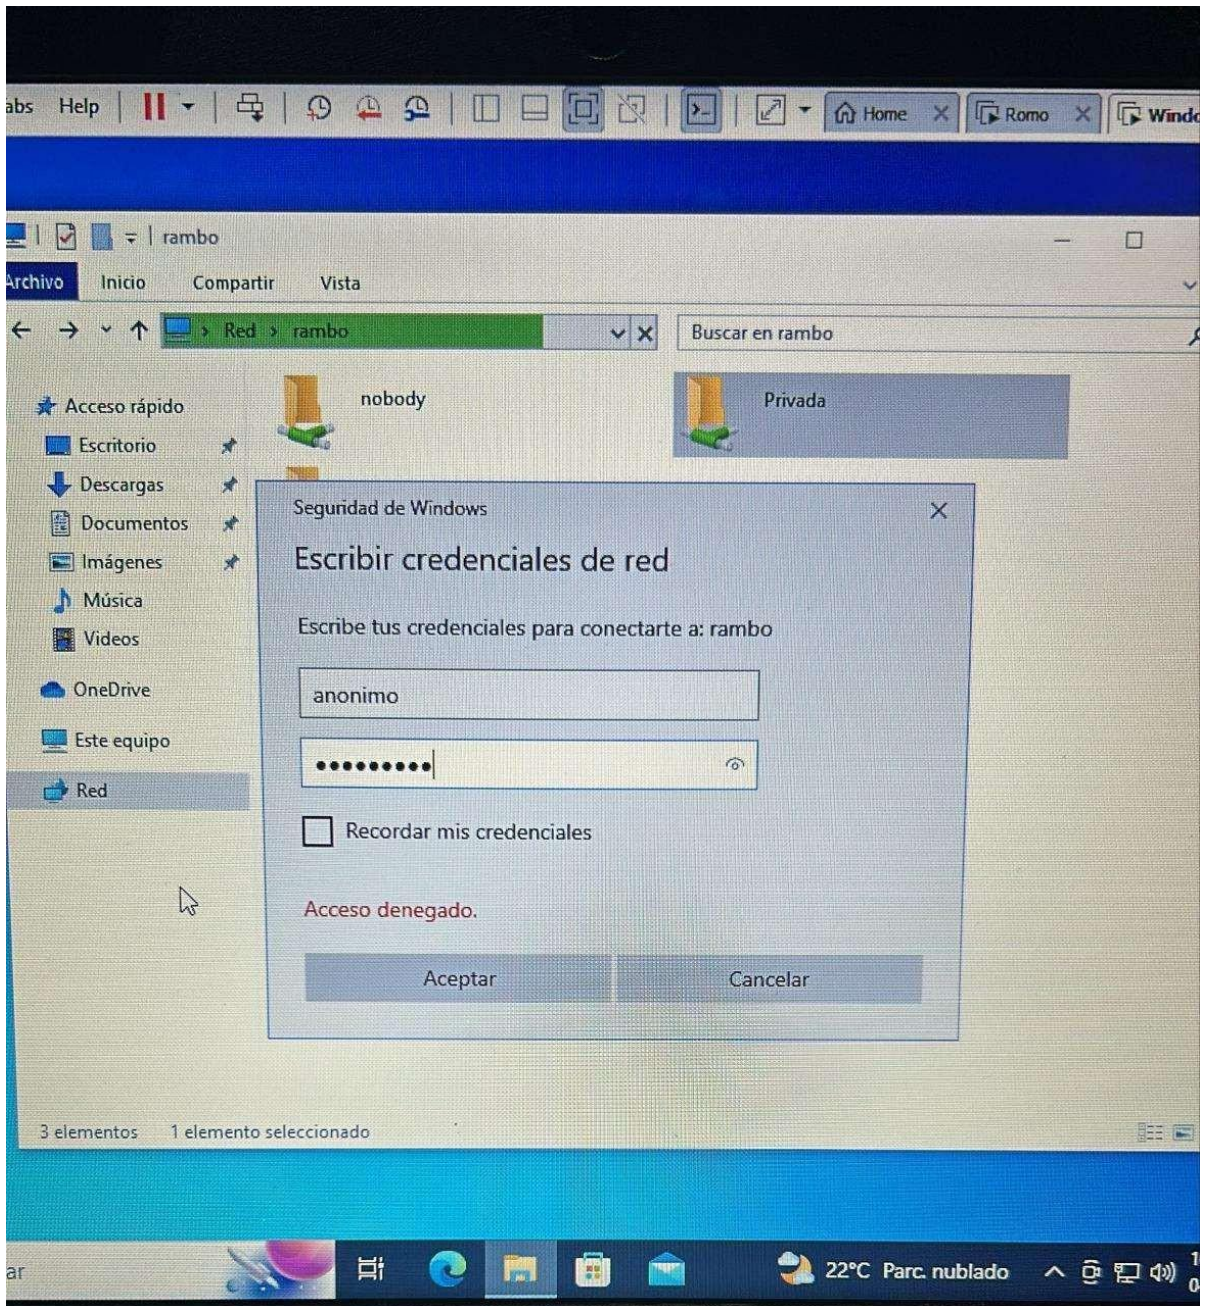 abs Help Home Romo Windo
rambo
Archivo Inicio Compartir Vista
Red rambo Buscar en rambo
nobody Privada
Acceso rápido
Escritorio
Descargas
Documentos
Imágenes
Música
Videos
OneDrive
Este equipo
Red
Seguridad de Windows
Escribir credenciales de red
Escribe tus credenciales para conectarte a: rambo
anonimo
Recordar mis credenciales
Acceso denegado.
Aceptar Cancelar
3 elementos 1 elemento seleccionado
ar 22°C Parc. nublado